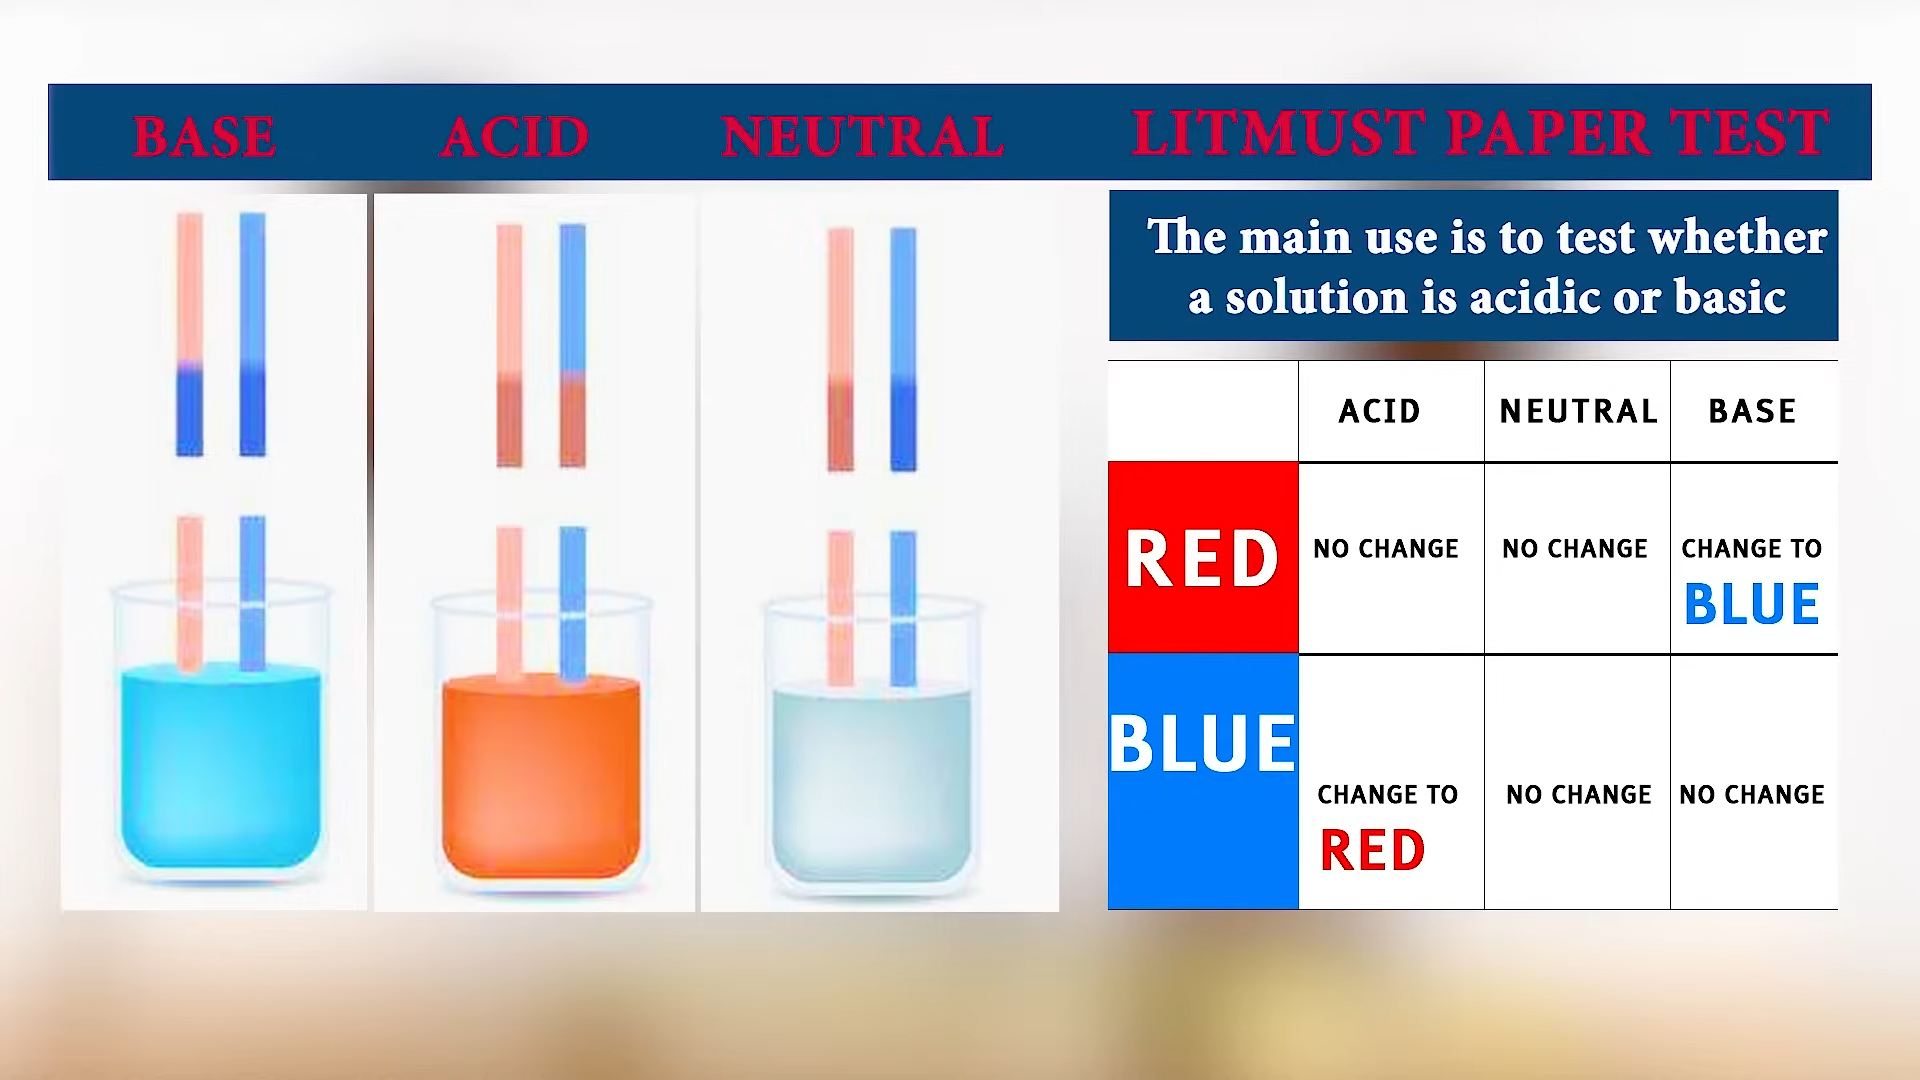 BASE ACID NEUTRAL LITMUST PAPER TEST
The main use is to test whether
a solution is acidic or basic
ACID NEUTRAL BASE
RED NO CHANGE NO CHANGE CHANGE TO
BLUE
BLUE
CHANGE TO NO CHANGE NO CHANGE
RED